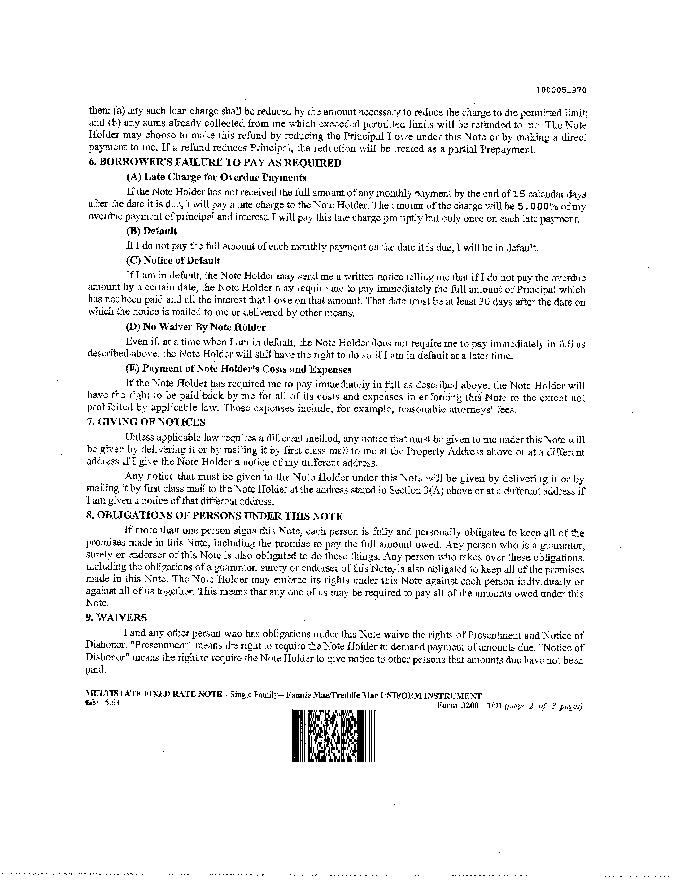 100205_970
then: (a) any such loan charge shall be reduced by the amount necessary to reduce the charge to the permitted limit;
and (b) any sums already collected from me which exceeded permitted limits will be refunded to me. The Note
Holder may choose to make this refund by reducing the Principal I owe under this Note or by making a direct
payment to me. If a refund reduces Principal, the reduction will be treated as a partial Prepayment.
6. BORROWER'S FAILURE TO PAY AS REQUIRED
(A) Late Charge for Overdue Payments
If the Note Holder has not received the full amount of any monthly payment by the end of 15 calendar days
after the date it is due, I will pay a late charge to the Note Holder. The amount of the charge will be 5.000% of my
overdue payment of principal and interest. I will pay this late charge promptly but only once on each late payment.
(B) Default
If I do not pay the full amount of each monthly payment on the date it is due, I will be in default.
(C) Notice of Default
If I am in default, the Note Holder may send me a written notice telling me that if I do not pay the overdue
amount by a certain date, the Note Holder may require me to pay immediately the full amount of Principal which
has not been paid and all the interest that I owe on that amount. That date must be at least 30 days after the date on
which the notice is mailed to me or delivered by other means.
(D) No Waiver By Note Holder
Even if, at a time when I am in default, the Note Holder does not require me to pay immediately in full as
described above, the Note Holder will still have the right to do so if I am in default at a later time.
(E) Payment of Note Holder's Costs and Expenses
If the Note Holder has required me to pay immediately in full as described above, the Note Holder will
have the right to be paid back by me for all of its costs and expenses in enforcing this Note to the extent not
prohibited by applicable law. Those expenses include, for example, reasonable attorneys' fees.
7. GIVING OF NOTICES
Unless applicable law requires a different method, any notice that must be given to me under this Note will
be given by delivering it or by mailing it by first class mail to me at the Property Address above or at a different
address if I give the Note Holder a notice of my different address.
Any notice that must be given to the Note Holder under this Note will be given by delivering it or by
mailing it by first class mail to the Note Holder at the address stated in Section 3(A) above or at a different address if
I am given a notice of that different address.
8. OBLIGATIONS OF PERSONS UNDER THIS NOTE
If more than one person signs this Note, each person is fully and personally obligated to keep all of the
promises made in this Note, including the promise to pay the full amount owed. Any person who is a guarantor,
surety or endorser of this Note is also obligated to do these things. Any person who takes over these obligations,
including the obligations of a guarantor, surety or endorser of this Note, is also obligated to keep all of the promises
made in this Note. The Note Holder may enforce its rights under this Note against each person individually or
against all of us together. This means that any one of us may be required to pay all of the amounts owed under this
Note.
9. WAIVERS
I and any other person who has obligations under this Note waive the rights of Presentment and Notice of
Dishonor. "Presentment" means the right to require the Note Holder to demand payment of amounts due. "Notice of
Dishonor" means the right to require the Note Holder to give notice to other persons that amounts due have not been
paid.
MULTISTATE FIXED RATE NOTE - Single Family - Fannie Mae/Freddie Mac UNIFORM INSTRUMENT
Form 3200 1/01 (page 2 of 3 pages)